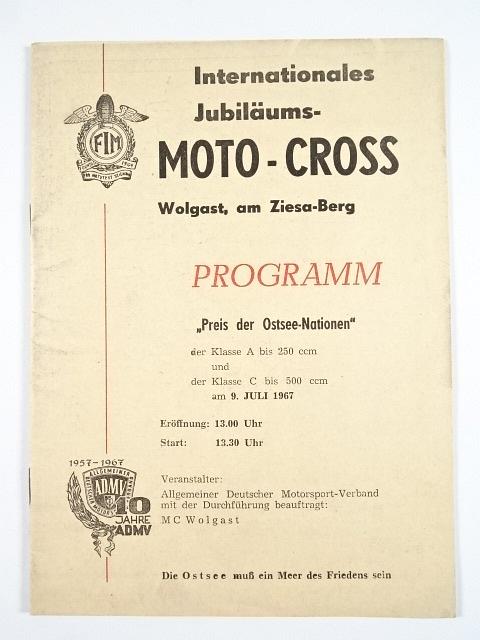 Internationales
Jubiläums-
MOTO-CROSS
Wolgast, am Ziesa-Berg
FIM
PROGRAMM
„Preis der Ostsee-Nationen“
der Klasse A bis 250 ccm
und
der Klasse C bis 500 ccm
am 9. JULI 1967
Eröffnung: 13.00 Uhr
Start: 13.30 Uhr
1957-1967
ALLGEMEINER
DEUTSCHER MOTORSPORT
ADMV
10
JAHRE
ADMV
Veranstalter:
Allgemeiner Deutscher Motorsport-Verband
mit der Durchführung beauftragt:
MC Wolgast
Die Ostsee muß ein Meer des Friedens sein